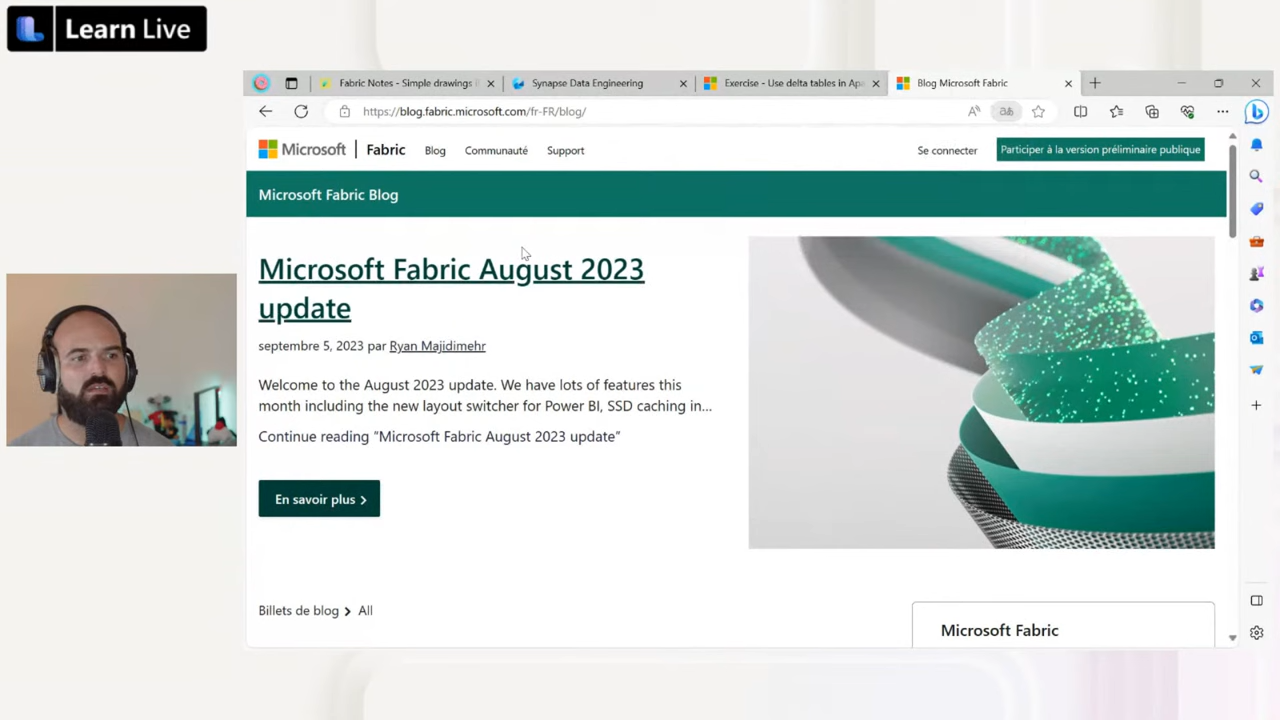 Learn Live
Fabric Notes - Simple drawings
Synapse Data Engineering
Exercise - Use delta tables in Apa
Blog Microsoft Fabric
https://blog.fabric.microsoft.com/fr-FR/blog/
Microsoft Fabric Blog Communauté Support Se connecter Participer à la version préliminaire publique
Microsoft Fabric Blog
Microsoft Fabric August 2023
update
septembre 5, 2023 par Ryan Majidimehr
Welcome to the August 2023 update. We have lots of features this
month including the new layout switcher for Power BI, SSD caching in...
Continue reading “Microsoft Fabric August 2023 update”
En savoir plus
Billets de blog All
Microsoft Fabric